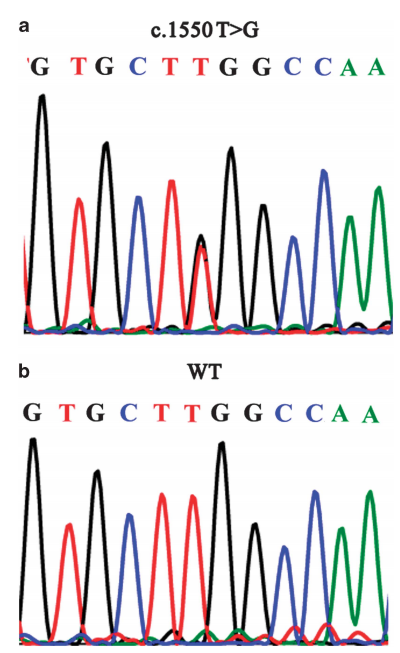 a
c.1550 T>G
'G T G C T T G G C C A A
b
WT
G T G C T T G G C C A A